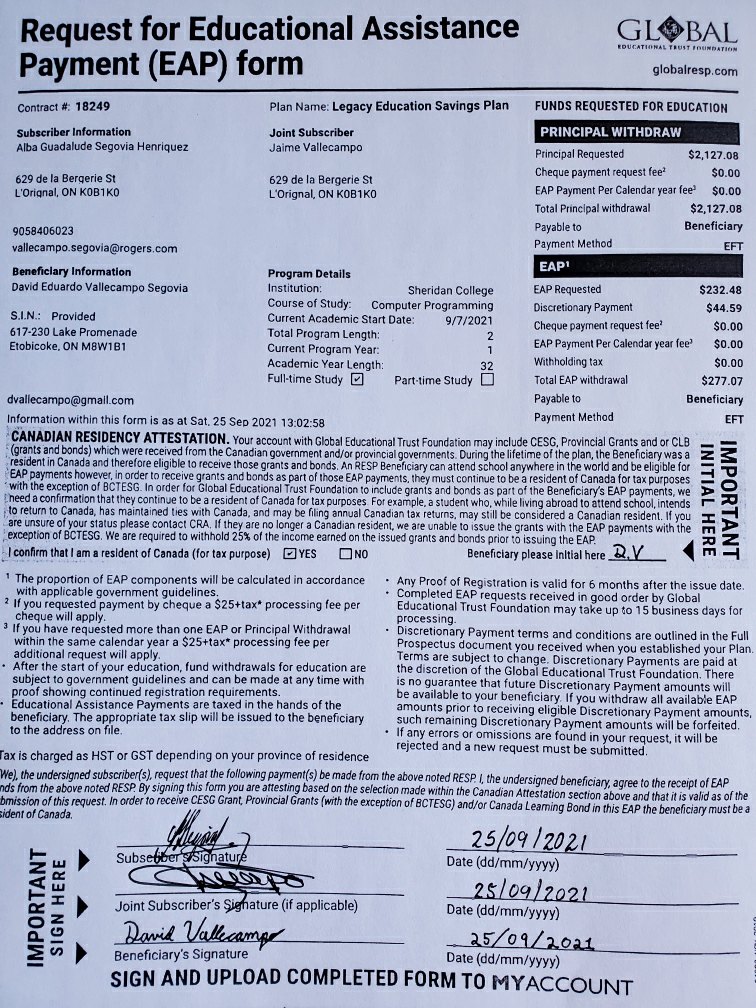 Request for Educational Assistance
Payment (EAP) form
GLOBAL
EDUCATIONAL TRUST FOUNDATION
globalresp.com
Contract #: 18249
Plan Name: Legacy Education Savings Plan
FUNDS REQUESTED FOR EDUCATION
Subscriber Information
Alba Guadalude Segovia Henriquez
629 de la Bergerie St
L'Orignal, ON K0B1K0
9058406023
vallecampo.segovia@rogers.com
Joint Subscriber
Jaime Vallecampo
629 de la Bergerie St
L'Orignal, ON K0B1K0
PRINCIPAL WITHDRAW
Principal Requested $2,127.08
Cheque payment request fee² $0.00
EAP Payment Per Calendar year fee³ $0.00
Total Principal withdrawal $2,127.08
Payable to Beneficiary
Payment Method EFT
Beneficiary Information
David Eduardo Vallecampo Segovia
S.I.N.: Provided
617-230 Lake Promenade
Etobicoke, ON M8W1B1
dvallecampo@gmail.com
Program Details
Institution: Sheridan College
Course of Study: Computer Programming
Current Academic Start Date: 9/7/2021
Total Program Length: 2
Current Program Year: 1
Academic Year Length: 32
Full-time Study ☑ Part-time Study ☐
EAP¹
EAP Requested $232.48
Discretionary Payment $44.59
Cheque payment request fee² $0.00
EAP Payment Per Calendar year fee³ $0.00
Withholding tax $0.00
Total EAP withdrawal $277.07
Payable to Beneficiary
Payment Method EFT
Information within this form is as at Sat, 25 Sep 2021 13:02:58
CANADIAN RESIDENCY ATTESTATION. Your account with Global Educational Trust Foundation may include CESG, Provincial Grants and or CLB
(grants and bonds) which were received from the Canadian government and/or provincial governments. During the lifetime of the plan, the Beneficiary was a
resident in Canada and therefore eligible to receive those grants and bonds. An RESP Beneficiary can attend school anywhere in the world and be eligible for
EAP payments however, in order to receive grants and bonds as part of those EAP payments, they must continue to be a resident of Canada for tax purposes
with the exception of BCTESG. In order for Global Educational Trust Foundation to include grants and bonds as part of the Beneficiary's EAP payments, we
need a confirmation that they continue to be a resident of Canada for tax purposes. For example, a student who, while living abroad to attend school, intends
to return to Canada, has maintained ties with Canada, and may be filing annual Canadian tax returns, may still be considered a Canadian resident. If you
are unsure of your status please contact CRA. If they are no longer a Canadian resident, we are unable to issue the grants with the EAP payments with the
exception of BCTESG. We are required to withhold 25% of the income earned on the issued grants and bonds prior to issuing the EAP.
I confirm that I am a resident of Canada (for tax purpose) ☑ YES ☐ NO Beneficiary please Initial here D.V
IMPORTANT
INITIAL HERE
¹ The proportion of EAP components will be calculated in accordance
with applicable government guidelines.
² If you requested payment by cheque a $25+tax* processing fee per
cheque will apply.
³ If you have requested more than one EAP or Principal Withdrawal
within the same calendar year a $25+tax* processing fee per
additional request will apply.
• After the start of your education, fund withdrawals for education are
subject to government guidelines and can be made at any time with
proof showing continued registration requirements.
• Educational Assistance Payments are taxed in the hands of the
beneficiary. The appropriate tax slip will be issued to the beneficiary
to the address on file.
Tax is charged as HST or GST depending on your province of residence
• Any Proof of Registration is valid for 6 months after the issue date.
• Completed EAP requests received in good order by Global
Educational Trust Foundation may take up to 15 business days for
processing.
• Discretionary Payment terms and conditions are outlined in the Full
Prospectus document you received when you established your Plan.
Terms are subject to change. Discretionary Payments are paid at
the discretion of the Global Educational Trust Foundation. There
is no guarantee that future Discretionary Payment amounts will
be available to your beneficiary. If you withdraw all available EAP
amounts prior to receiving eligible Discretionary Payment amounts,
such remaining Discretionary Payment amounts will be forfeited.
• If any errors or omissions are found in your request, it will be
rejected and a new request must be submitted.
We), the undersigned subscriber(s), request that the following payment(s) be made from the above noted RESP. I, the undersigned beneficiary, agree to the receipt of EAP
nds from the above noted RESP. By signing this form you are attesting based on the selection made within the Canadian Attestation section above and that it is valid as of the
bmission of this request. In order to receive CESG Grant, Provincial Grants (with the exception of BCTESG) and/or Canada Learning Bond in this EAP the beneficiary must be a
sident of Canada.
IMPORTANT
SIGN HERE
25/09/2021
Subscriber's Signature Date (dd/mm/yyyy)
25/09/2021
Joint Subscriber's Signature (if applicable) Date (dd/mm/yyyy)
David Vallecampo 25/09/2021
Beneficiary's Signature Date (dd/mm/yyyy)
SIGN AND UPLOAD COMPLETED FORM TO MYACCOUNT